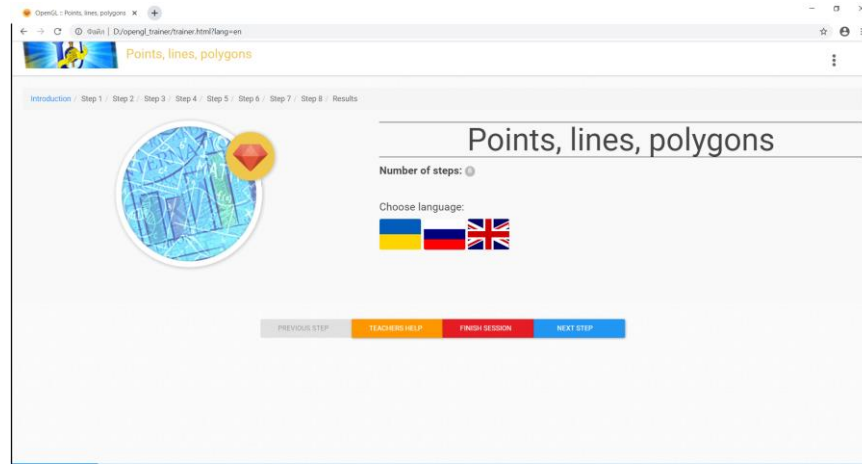 OpenGL :: Points, lines, polygons
Файл | D:/opengl_trainer/trainer.html?lang=en
Points, lines, polygons
Introduction / Step 1 / Step 2 / Step 3 / Step 4 / Step 5 / Step 6 / Step 7 / Step 8 / Results
Points, lines, polygons
Number of steps: 8
Choose language:
PREVIOUS STEP TEACHERS HELP FINISH SESSION NEXT STEP